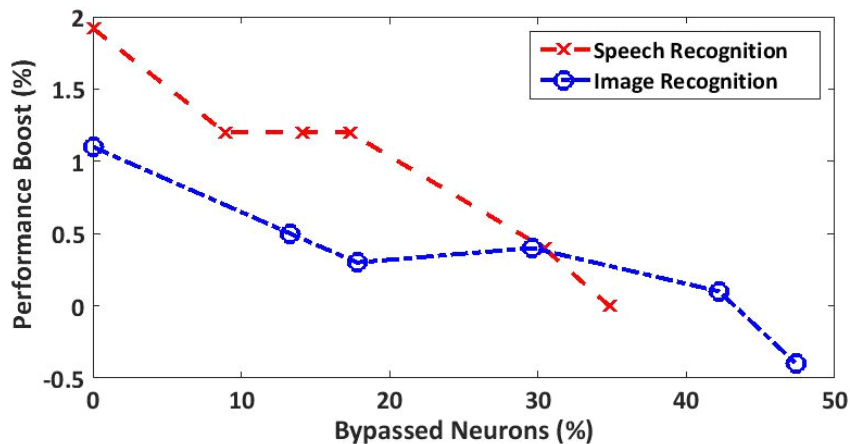 2
1.5
1
0.5
0
-0.5
Performance Boost (%)
Speech Recognition
Image Recognition
0 10 20 30 40 50
Bypassed Neurons (%)